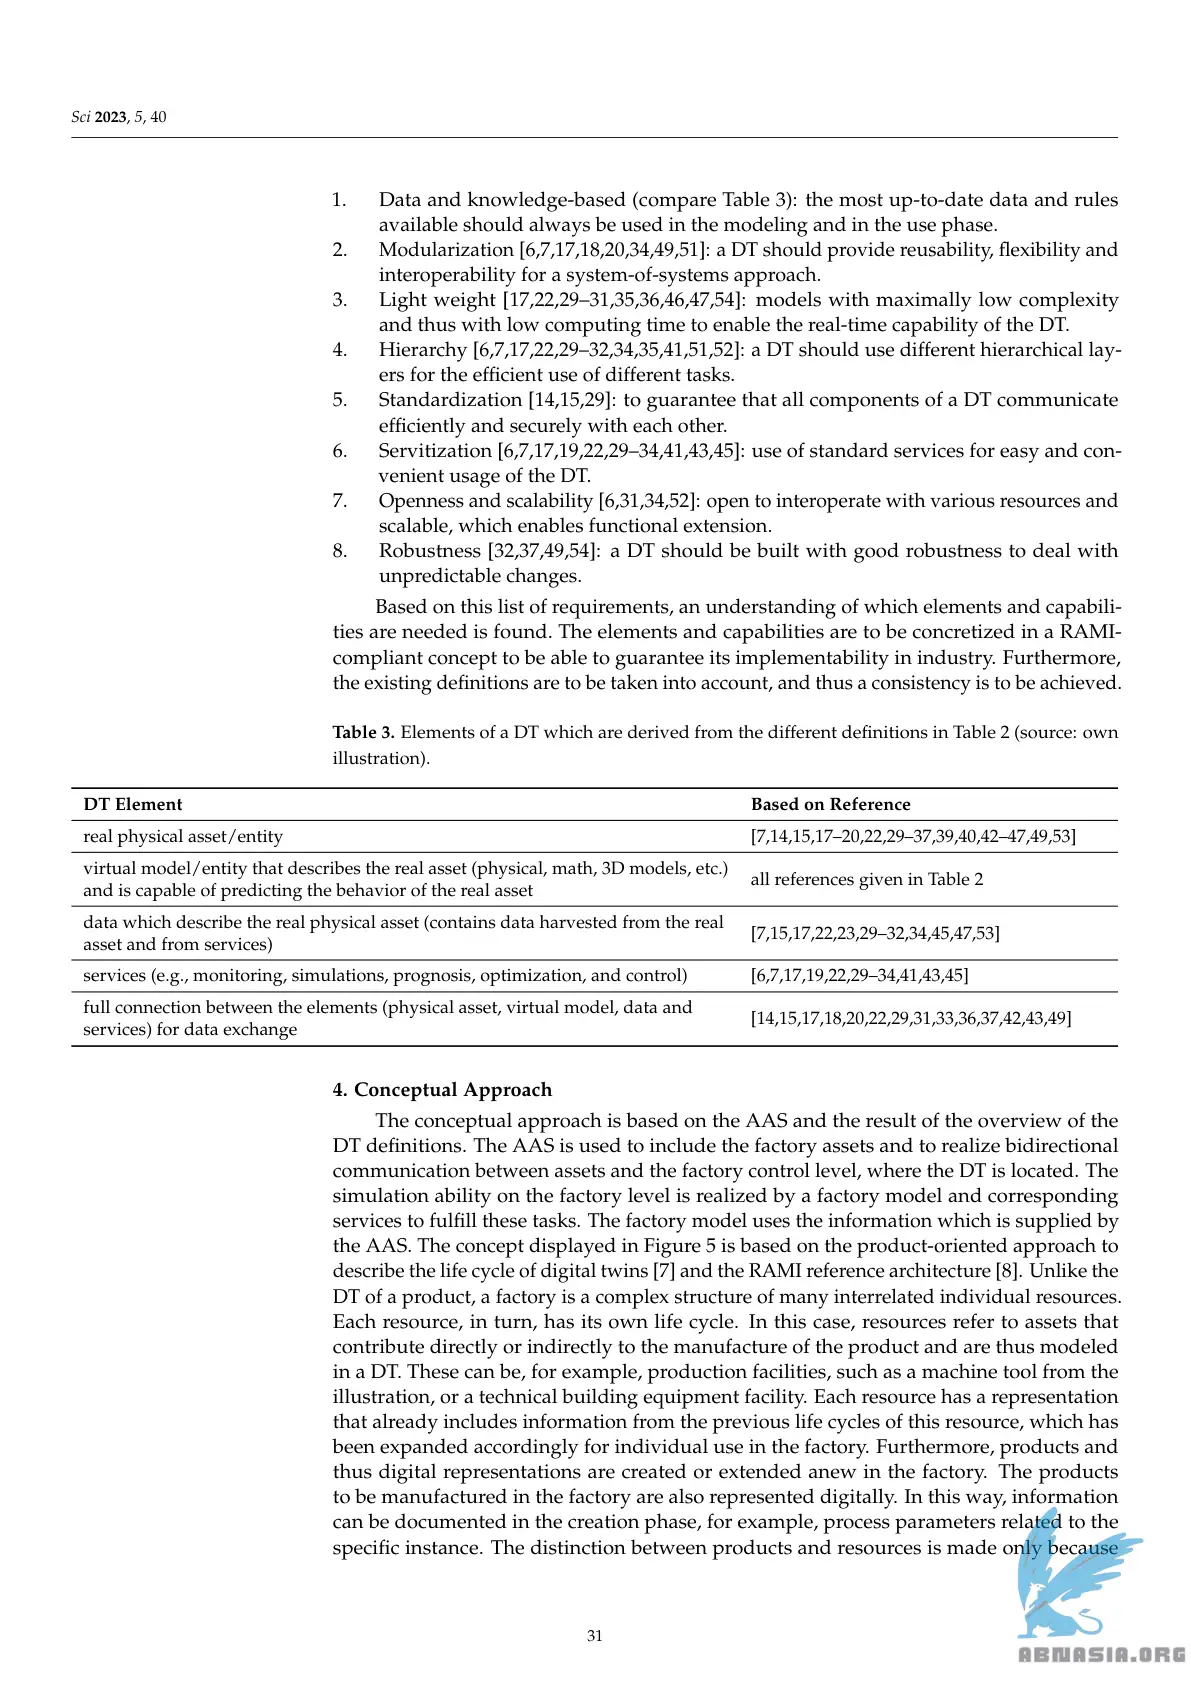 Sci 2023, 5, 40
1. Data and knowledge-based (compare Table 3): the most up-to-date data and rules
available should always be used in the modeling and in the use phase.
2. Modularization [6,7,17,18,20,34,49,51]: a DT should provide reusability, flexibility and
interoperability for a system-of-systems approach.
3. Light weight [17,22,29–31,35,36,46,47,54]: models with maximally low complexity
and thus with low computing time to enable the real-time capability of the DT.
4. Hierarchy [6,7,17,22,29–32,34,35,41,51,52]: a DT should use different hierarchical lay-
ers for the efficient use of different tasks.
5. Standardization [14,15,29]: to guarantee that all components of a DT communicate
efficiently and securely with each other.
6. Servitization [6,7,17,19,22,29–34,41,43,45]: use of standard services for easy and con-
venient usage of the DT.
7. Openness and scalability [6,31,34,52]: open to interoperate with various resources and
scalable, which enables functional extension.
8. Robustness [32,37,49,54]: a DT should be built with good robustness to deal with
unpredictable changes.
Based on this list of requirements, an understanding of which elements and capabili-
ties are needed is found. The elements and capabilities are to be concretized in a RAMI-
compliant concept to be able to guarantee its implementability in industry. Furthermore,
the existing definitions are to be taken into account, and thus a consistency is to be achieved.
Table 3. Elements of a DT which are derived from the different definitions in Table 2 (source: own
illustration).
DT Element Based on Reference
real physical asset/entity [7,14,15,17–20,22,29–37,39,40,42–47,49,53]
virtual model/entity that describes the real asset (physical, math, 3D models, etc.)
and is capable of predicting the behavior of the real asset
all references given in Table 2
data which describe the real physical asset (contains data harvested from the real
asset and from services)
[7,15,17,22,23,29–32,34,45,47,53]
services (e.g., monitoring, simulations, prognosis, optimization, and control) [6,7,17,19,22,29–34,41,43,45]
full connection between the elements (physical asset, virtual model, data and
services) for data exchange
[14,15,17,18,20,22,29,31,33,36,37,42,43,49]
4. Conceptual Approach
The conceptual approach is based on the AAS and the result of the overview of the
DT definitions. The AAS is used to include the factory assets and to realize bidirectional
communication between assets and the factory control level, where the DT is located. The
simulation ability on the factory level is realized by a factory model and corresponding
services to fulfill these tasks. The factory model uses the information which is supplied by
the AAS. The concept displayed in Figure 5 is based on the product-oriented approach to
describe the life cycle of digital twins [7] and the RAMI reference architecture [8]. Unlike the
DT of a product, a factory is a complex structure of many interrelated individual resources.
Each resource, in turn, has its own life cycle. In this case, resources refer to assets that
contribute directly or indirectly to the manufacture of the product and are thus modeled
in a DT. These can be, for example, production facilities, such as a machine tool from the
illustration, or a technical building equipment facility. Each resource has a representation
that already includes information from the previous life cycles of this resource, which has
been expanded accordingly for individual use in the factory. Furthermore, products and
thus digital representations are created or extended anew in the factory. The products
to be manufactured in the factory are also represented digitally. In this way, information
can be documented in the creation phase, for example, process parameters related to the
specific instance. The distinction between products and resources is made only because
31
ABNASIA.ORG